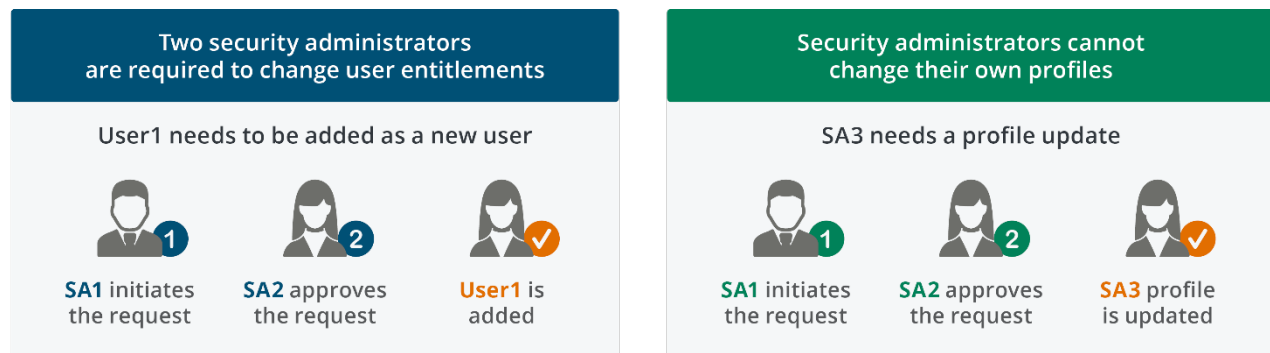 Two security administrators
are required to change user entitlements
User1 needs to be added as a new user
1
2
SA1 initiates
the request
SA2 approves
the request
User1 is
added
Security administrators cannot
change their own profiles
SA3 needs a profile update
1
2
SA1 initiates
the request
SA2 approves
the request
SA3 profile
is updated